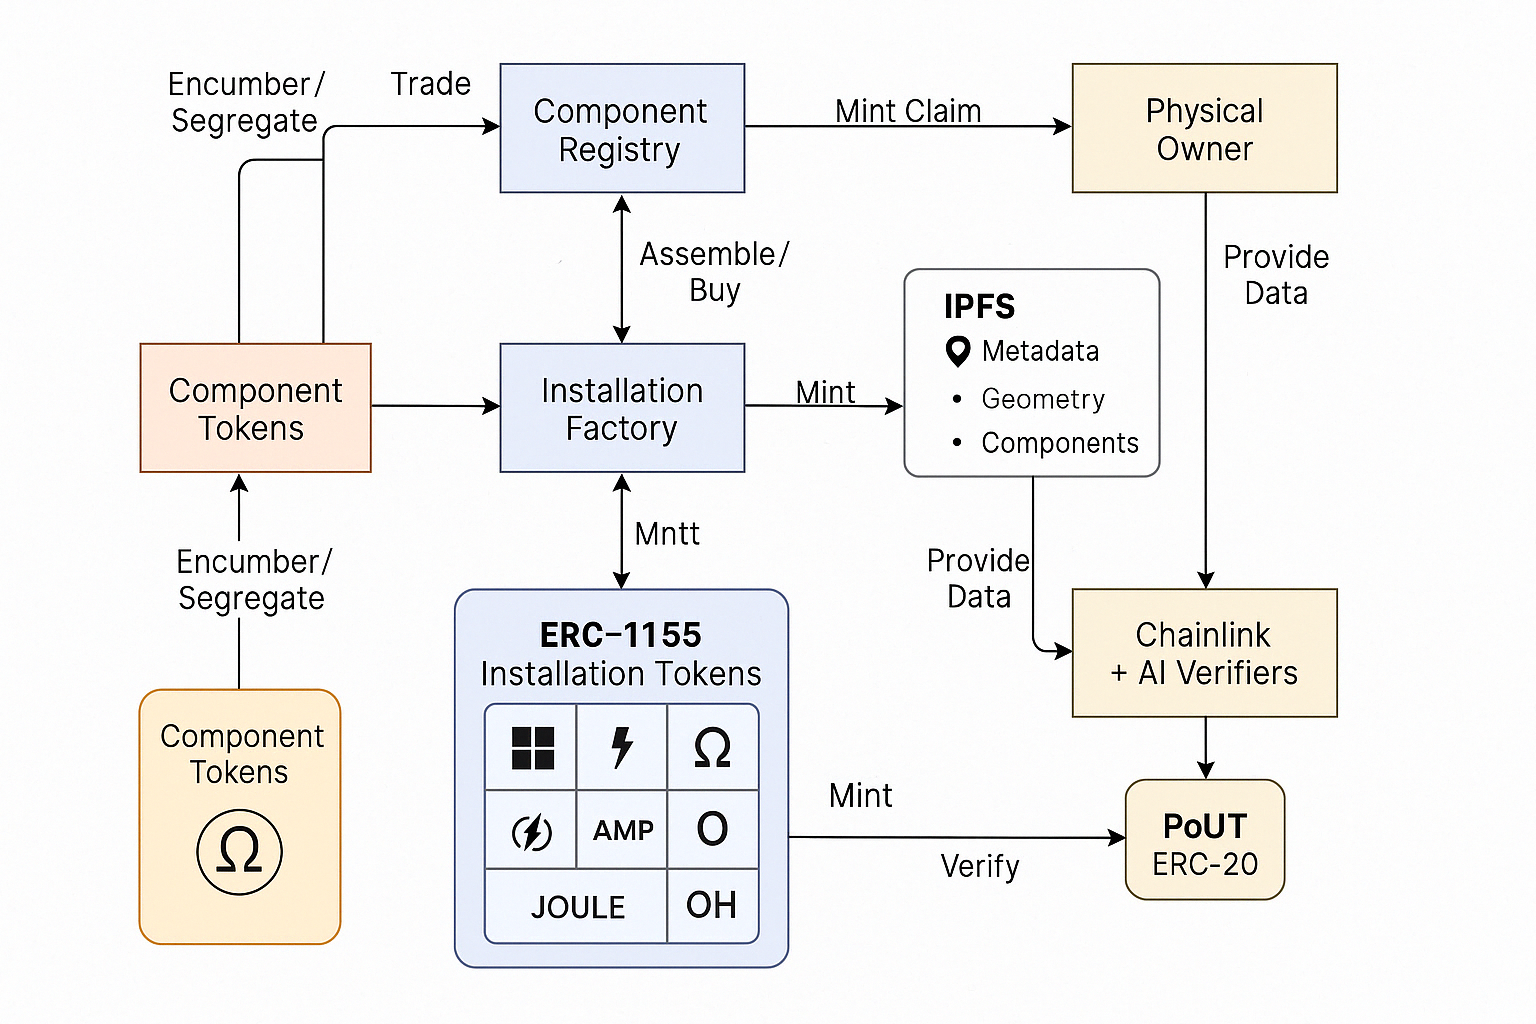 Encumber/
Segregate
Trade
Component
Registry
Mint Claim
Physical
Owner
Assemble/
Buy
Provide
Data
IPFS
Metadata
• Geometry
• Components
Component
Tokens
Installation
Factory
Mint
Encumber/
Segregate
Mntt
Provide
Data
ERC-1155
Installation Tokens
Ω
AMP
O
JOULE
OH
Chainlink
+ AI Verifiers
Component
Tokens
Ω
Mint
Verify
PoUT
ERC-20